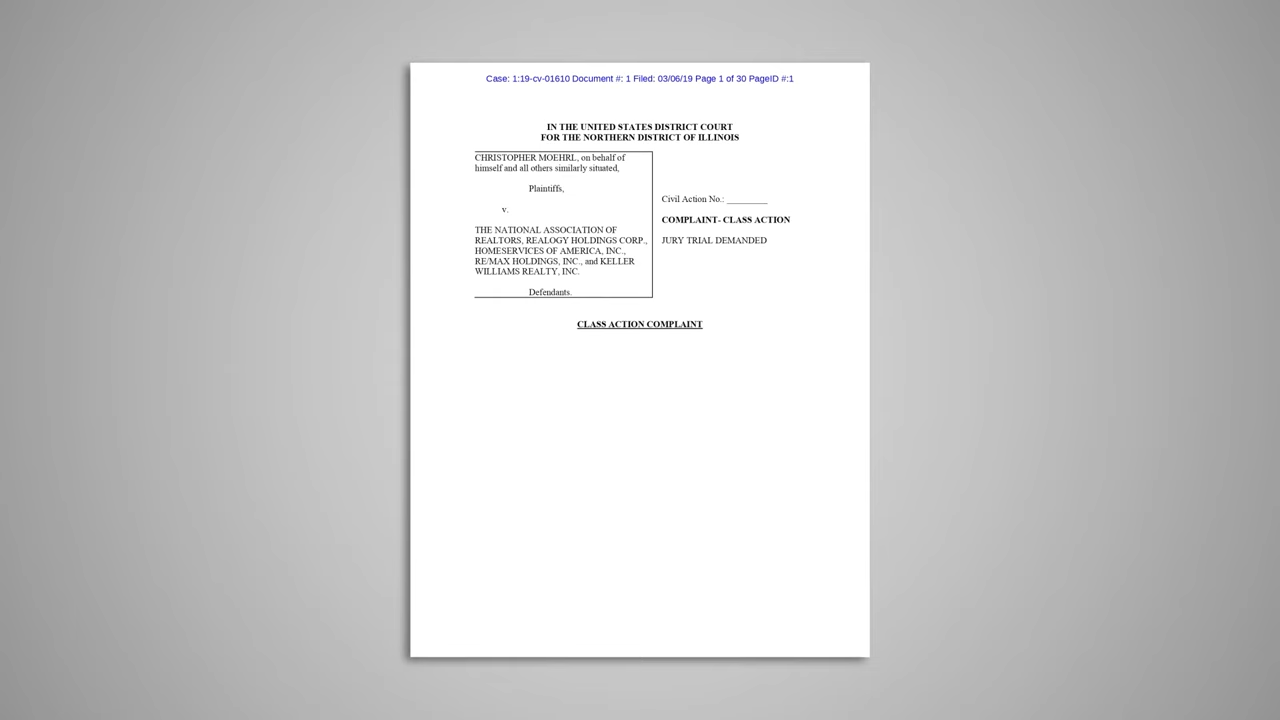 Case: 1:19-cv-01610 Document #: 1 Filed: 03/06/19 Page 1 of 30 PageID #:1
IN THE UNITED STATES DISTRICT COURT
FOR THE NORTHERN DISTRICT OF ILLINOIS
CHRISTOPHER MOEHRL, on behalf of
himself and all others similarly situated,
Plaintiffs,
v.
THE NATIONAL ASSOCIATION OF
REALTORS, REALOGY HOLDINGS CORP.,
HOMESERVICES OF AMERICA, INC.,
RE/MAX HOLDINGS, INC., and KELLER
WILLIAMS REALTY, INC.
Defendants.
Civil Action No.: _________
COMPLAINT- CLASS ACTION
JURY TRIAL DEMANDED
CLASS ACTION COMPLAINT